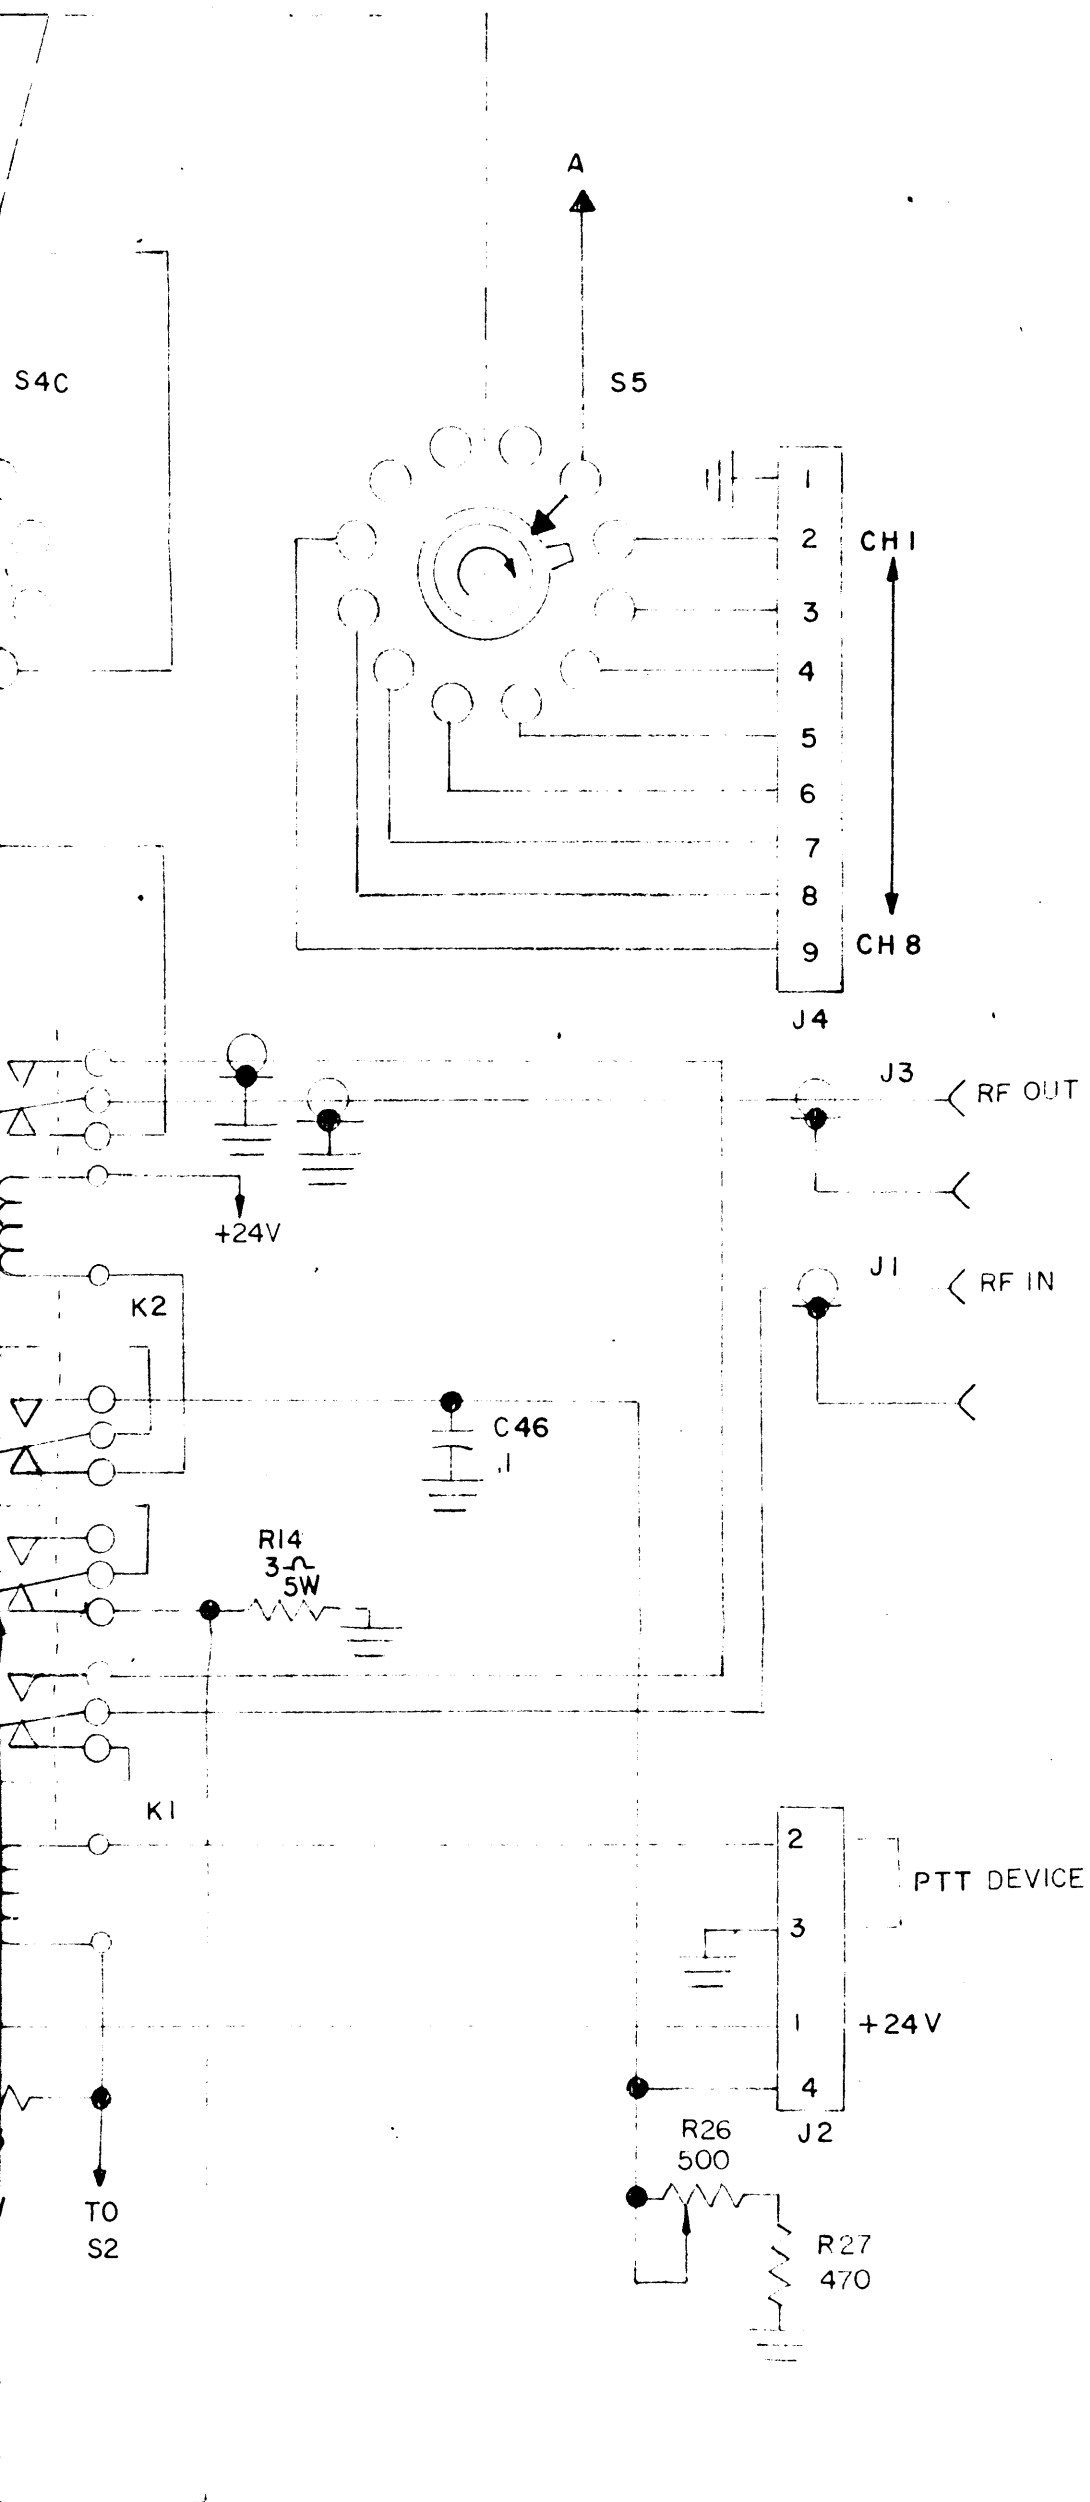 A
S4C
S5
1
2
CH1
3
4
5
6
7
8
9
CH8
J4
J3
RF OUT
+24V
J1
RF IN
K2
C46
.1
R14
3Ω
5W
K1
2
PTT DEVICE
3
1
+24V
4
J2
R26
500
TO
S2
R27
470